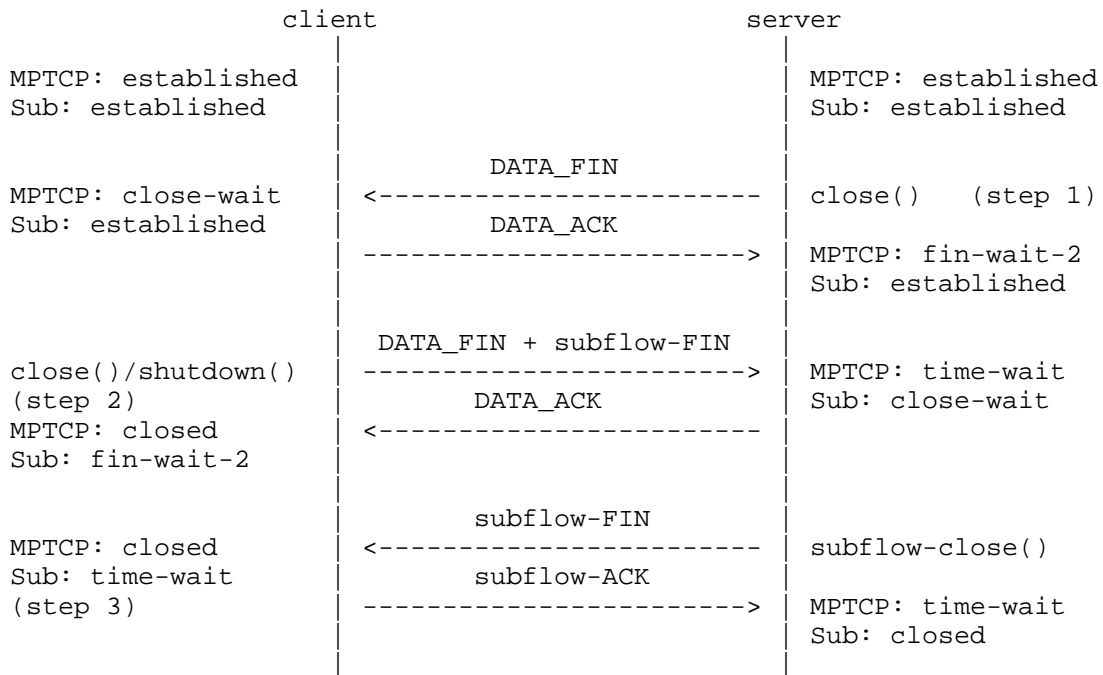 client server
MPTCP: established MPTCP: established
Sub: established Sub: established
DATA_FIN
MPTCP: close-wait <------------------------ close() (step 1)
Sub: established DATA_ACK
------------------------> MPTCP: fin-wait-2
Sub: established
DATA_FIN + subflow-FIN
close()/shutdown() ------------------------> MPTCP: time-wait
(step 2) DATA_ACK Sub: close-wait
MPTCP: closed <------------------------
Sub: fin-wait-2
subflow-FIN
MPTCP: closed <------------------------ subflow-close()
Sub: time-wait subflow-ACK
(step 3) ------------------------> MPTCP: time-wait
Sub: closed